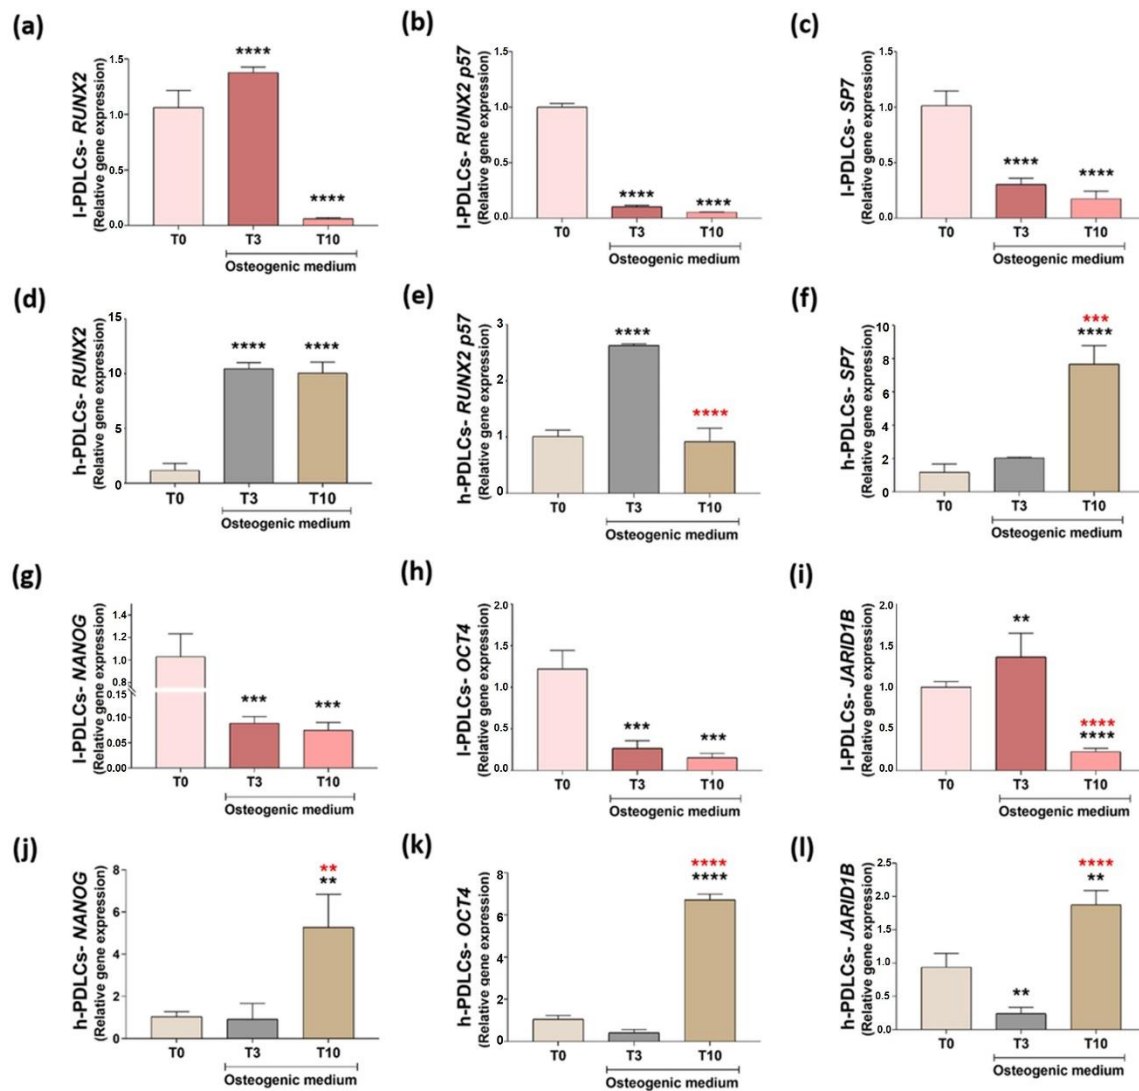 (a)
l-PDLCs- RUNX2
(Relative gene expression)
1.5
1.0
0.5
0.0
****
****
T0
T3
T10
Osteogenic medium
(b)
l-PDLCs- RUNX2 p57
(Relative gene expression)
1.5
1.0
0.5
0.0
****
****
T0
T3
T10
Osteogenic medium
(c)
l-PDLCs- SP7
(Relative gene expression)
1.5
1.0
0.5
0.0
****
****
T0
T3
T10
Osteogenic medium
(d)
h-PDLCs- RUNX2
(Relative gene expression)
15
10
5
0
****
****
T0
T3
T10
Osteogenic medium
(e)
h-PDLCs- RUNX2 p57
(Relative gene expression)
3
2
1
0
****
****
T0
T3
T10
Osteogenic medium
(f)
h-PDLCs- SP7
(Relative gene expression)
10
8
6
4
2
0
***
****
T0
T3
T10
Osteogenic medium
(g)
l-PDLCs- NANOG
(Relative gene expression)
1.4
1.2
1.0
0.8
0.15
0.10
0.05
0.00
***
***
T0
T3
T10
Osteogenic medium
(h)
l-PDLCs- OCT4
(Relative gene expression)
2.0
1.5
1.0
0.5
0.0
***
***
T0
T3
T10
Osteogenic medium
(i)
l-PDLCs- JARID1B
(Relative gene expression)
2.0
1.5
1.0
0.5
0.0
**
****
****
T0
T3
T10
Osteogenic medium
(j)
h-PDLCs- NANOG
(Relative gene expression)
8
6
4
2
0
**
**
T0
T3
T10
Osteogenic medium
(k)
h-PDLCs- OCT4
(Relative gene expression)
8
6
4
2
0
****
****
T0
T3
T10
Osteogenic medium
(l)
h-PDLCs- JARID1B
(Relative gene expression)
2.5
2.0
1.5
1.0
0.5
0.0
**
****
**
T0
T3
T10
Osteogenic medium